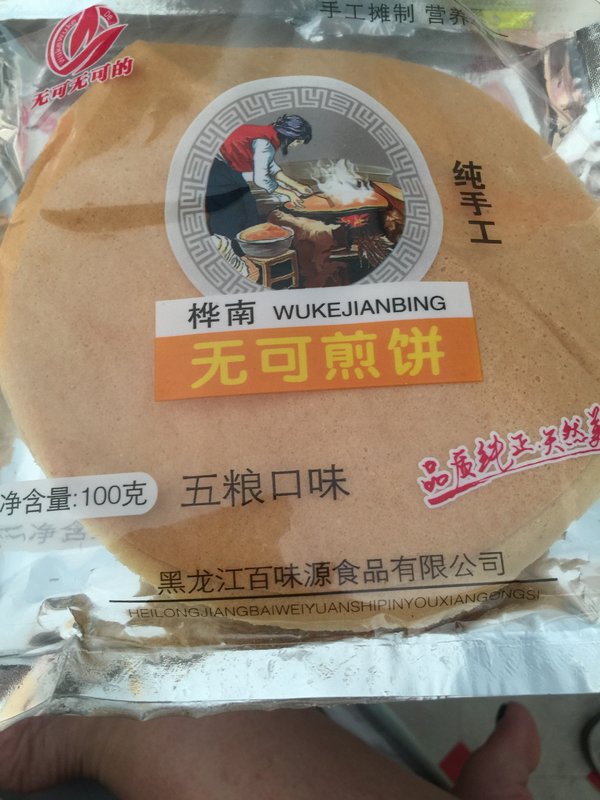 手工摊制 营养
无可无可的
纯手工
桦南 WUKEJIANBING
无可煎饼
品质纯正·天然美
净含量:100克
五粮口味
黑龙江百味源食品有限公司
HEILONGJIANGBAIWEIYUANSHIPINYOUXIANGONGSI